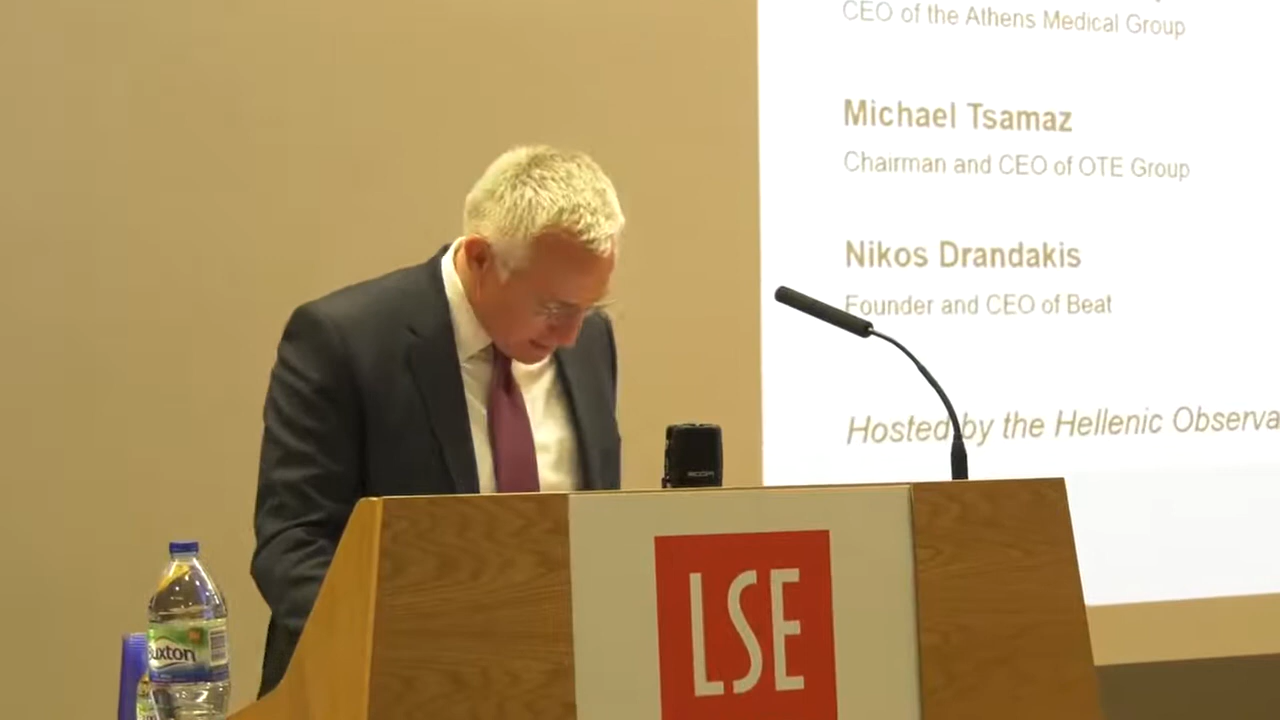 CEO of the Athens Medical Group
Michael Tsamaz
Chairman and CEO of OTE Group
Nikos Drandakis
Founder and CEO of Beat
Hosted by the Hellenic Observa
LSE
Buxton